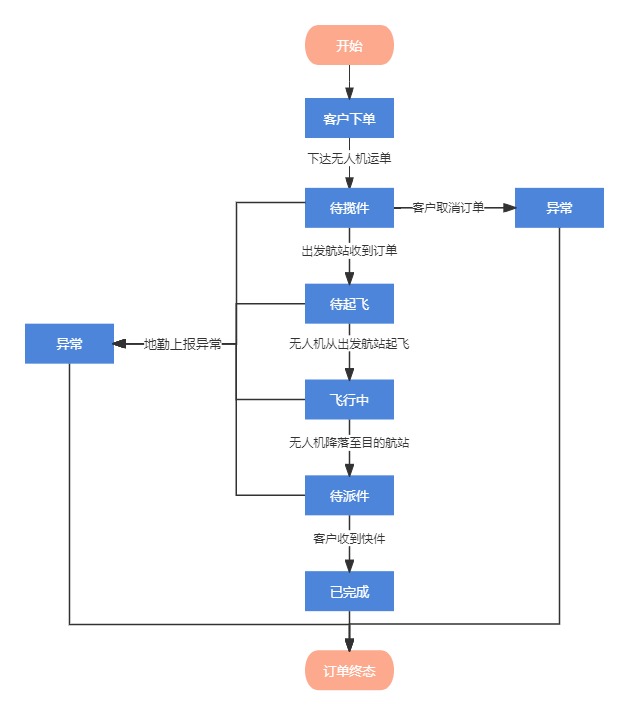 开始
客户下单
下达无人机运单
待揽件
客户取消订单
异常
出发航站收到订单
待起飞
异常
地勤上报异常
无人机从出发航站起飞
飞行中
无人机降落至目的航站
待派件
客户收到快件
已完成
订单终态